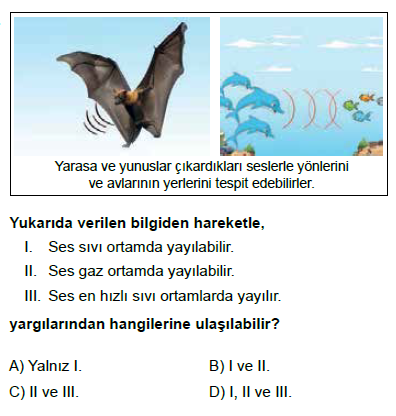 Yarasa ve yunuslar çıkardıkları seslerle yönlerini
ve avlarının yerlerini tespit edebilirler.
Yukarıda verilen bilgiden hareketle,
I. Ses sıvı ortamda yayılabilir.
II. Ses gaz ortamda yayılabilir.
III. Ses en hızlı sıvı ortamlarda yayılır.
yargılarından hangilerine ulaşılabilir?
A) Yalnız I. B) I ve II.
C) II ve III. D) I, II ve III.